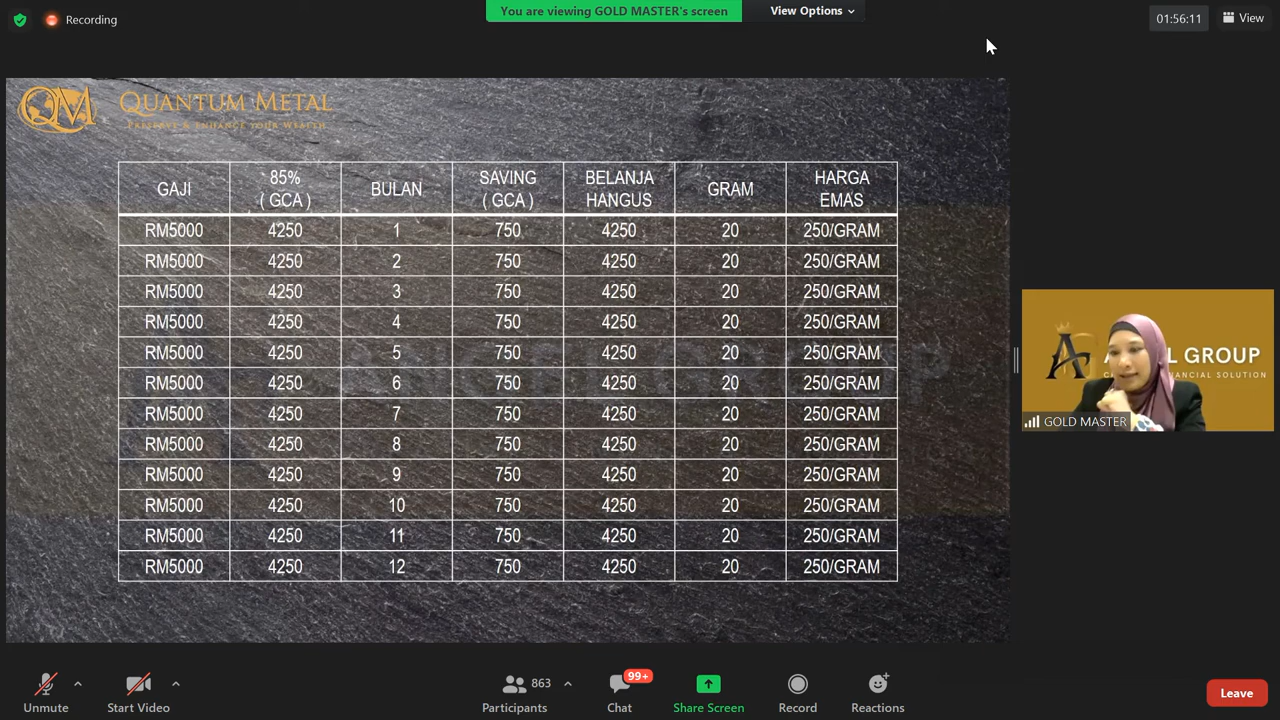 Recording
You are viewing GOLD MASTER's screen
View Options
01:56:11
View
QM
QUANTUM METAL
PRESERVE & ENHANCE YOUR WEALTH
GAJI 85% ( GCA ) BULAN SAVING ( GCA ) BELANJA HANGUS GRAM HARGA EMAS
RM5000 4250 1 750 4250 20 250/GRAM
RM5000 4250 2 750 4250 20 250/GRAM
RM5000 4250 3 750 4250 20 250/GRAM
RM5000 4250 4 750 4250 20 250/GRAM
RM5000 4250 5 750 4250 20 250/GRAM
RM5000 4250 6 750 4250 20 250/GRAM
RM5000 4250 7 750 4250 20 250/GRAM
RM5000 4250 8 750 4250 20 250/GRAM
RM5000 4250 9 750 4250 20 250/GRAM
RM5000 4250 10 750 4250 20 250/GRAM
RM5000 4250 11 750 4250 20 250/GRAM
RM5000 4250 12 750 4250 20 250/GRAM
GROUP
SOLUTION
GOLD MASTER
Unmute
Start Video
863
Participants
99+
Chat
Share Screen
Record
Reactions
Leave